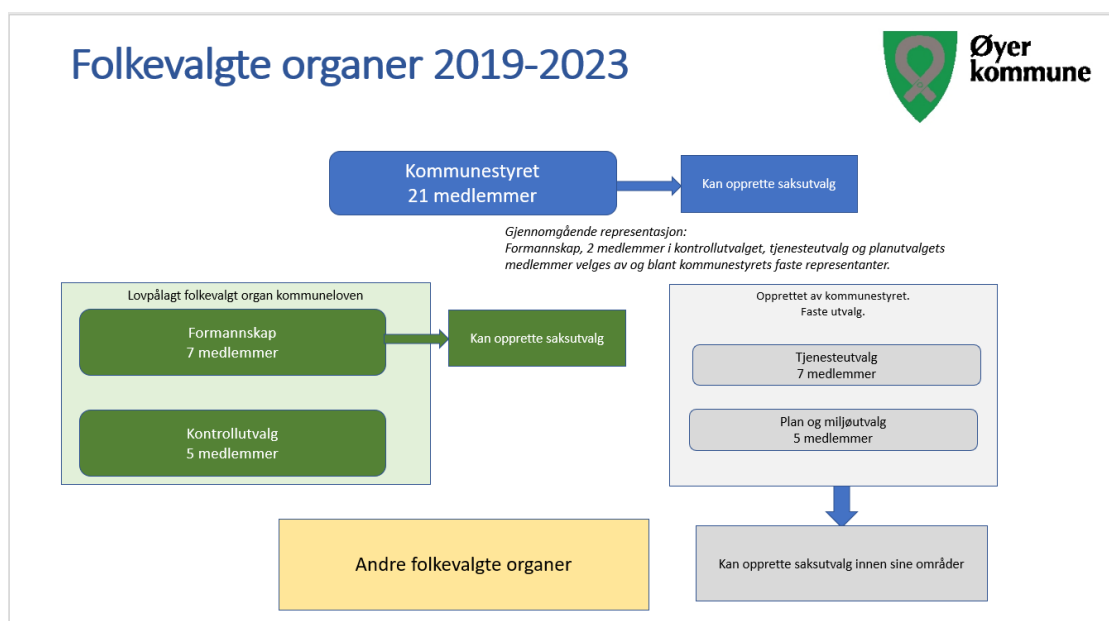 Folkevalgte organer 2019-2023
Øyer
kommune
Kommunestyret
21 medlemmer
Kan opprette saksutvalg
Gjennomgående representasjon:
Formannskap, 2 medlemmer i kontrollutvalget, tjenesteutvalg og planutvalgets
medlemmer velges av og blant kommunestyrets faste representanter.
Lovpålagt folkevalgt organ kommuneloven
Formannskap
7 medlemmer
Kan opprette saksutvalg
Kontrollutvalg
5 medlemmer
Opprettet av kommunestyret.
Faste utvalg.
Tjenesteutvalg
7 medlemmer
Plan og miljøutvalg
5 medlemmer
Andre folkevalgte organer
Kan opprette saksutvalg innen sine områder